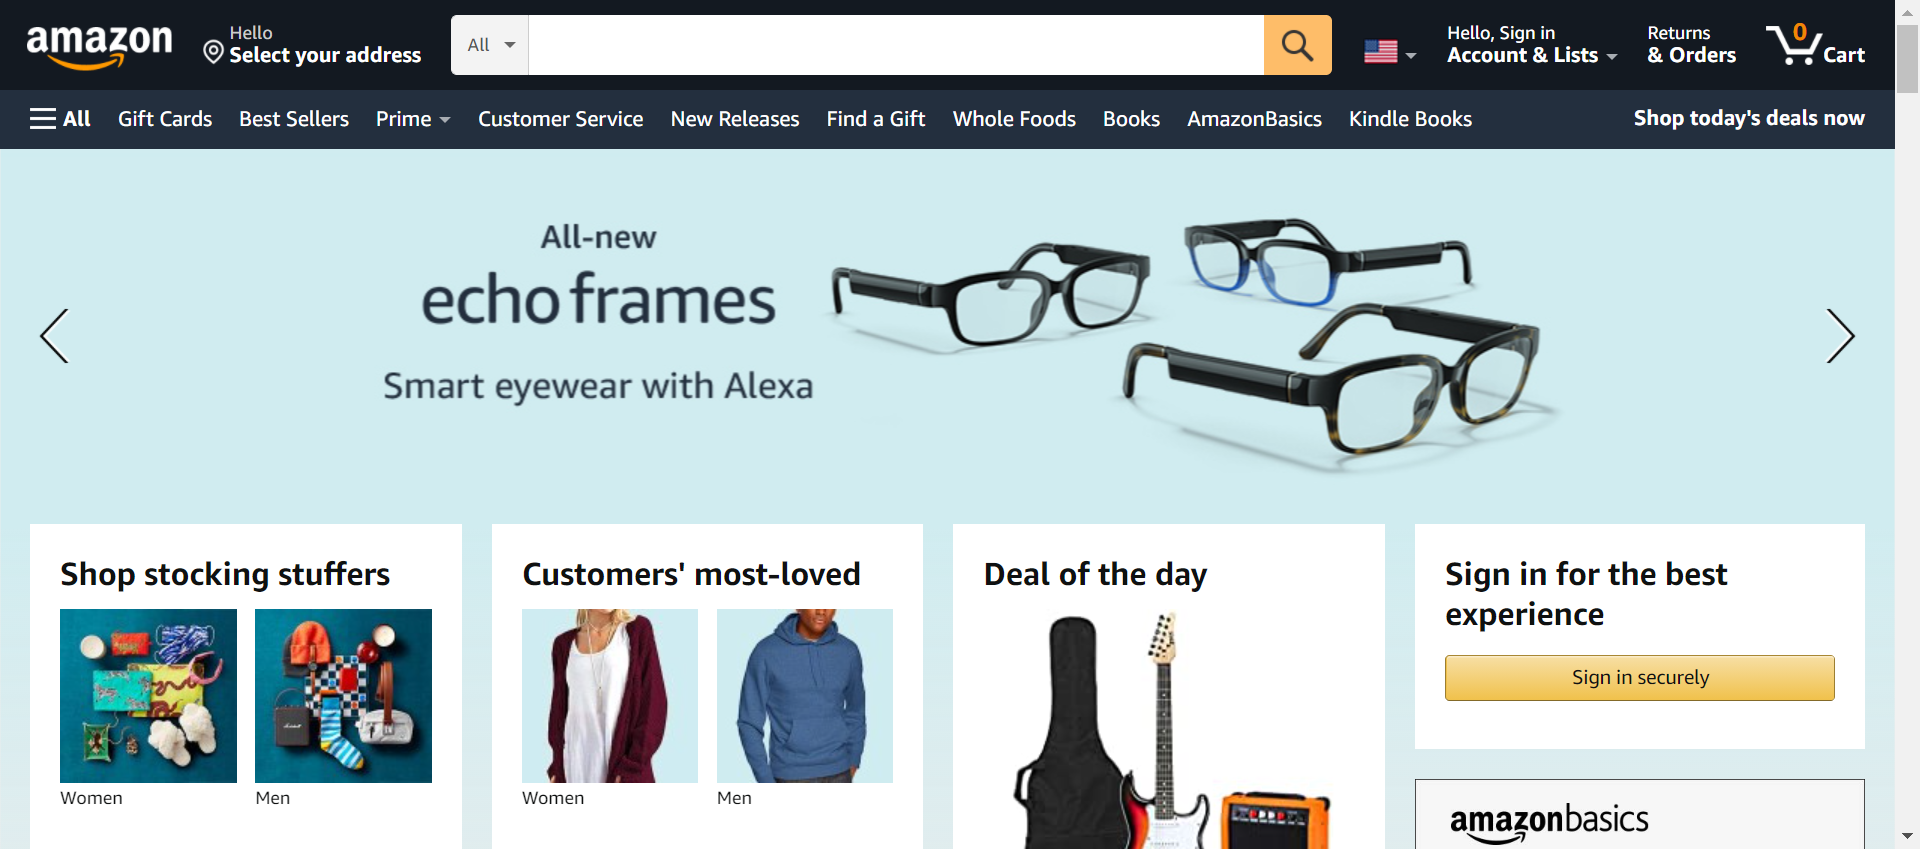 amazon
Hello
Select your address
All
Hello, Sign in
Account & Lists
Returns
& Orders
0
Cart
All
Gift Cards
Best Sellers
Prime
Customer Service
New Releases
Find a Gift
Whole Foods
Books
AmazonBasics
Kindle Books
Shop today's deals now
All-new
echo frames
Smart eyewear with Alexa
Shop stocking stuffers
Women
Men
Customers' most-loved
Women
Men
Deal of the day
Sign in for the best
experience
Sign in securely
amazonbasics